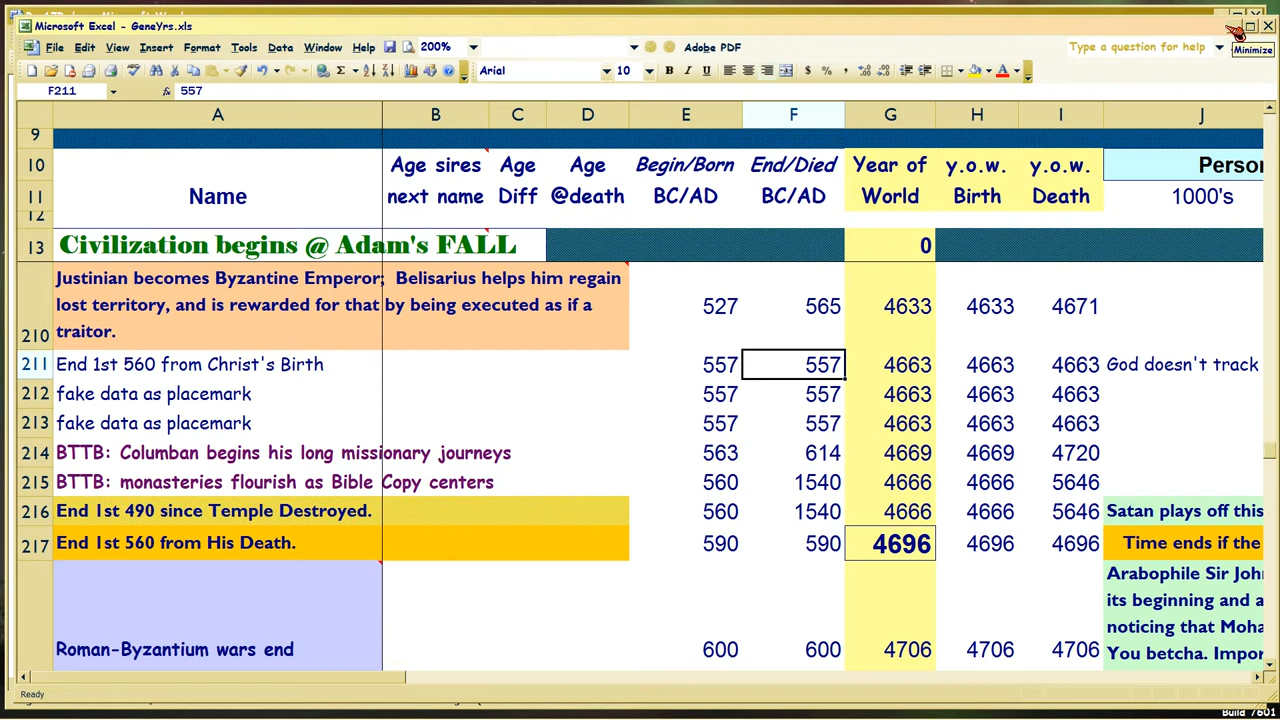 Microsoft Excel - GeneYrs.xls
File Edit View Insert Format Tools Data Window Help 200% Adobe PDF Type a question for help Minimize
Arial 10 B I U $ % ,
F211 fx 557
A B C D E F G H I J
9
10 Age sires Age Age Begin/Born End/Died Year of y.o.w. y.o.w. Person
11 Name next name Diff @death BC/AD BC/AD World Birth Death 1000's
12
13 Civilization begins @ Adam's FALL 0
Justinian becomes Byzantine Emperor; Belisarius helps him regain
lost territory, and is rewarded for that by being executed as if a 527 565 4633 4633 4671
210 traitor.
211 End 1st 560 from Christ's Birth 557 557 4663 4663 4663 God doesn't track
212 fake data as placemark 557 557 4663 4663 4663
213 fake data as placemark 557 557 4663 4663 4663
214 BTTB: Columban begins his long missionary journeys 563 614 4669 4669 4720
215 BTTB: monasteries flourish as Bible Copy centers 560 1540 4666 4666 5646
216 End 1st 490 since Temple Destroyed. 560 1540 4666 4666 5646 Satan plays off this
217 End 1st 560 from His Death. 590 590 4696 4696 4696 Time ends if the
Arabophile Sir John
its beginning and a
noticing that Moha
Roman-Byzantium wars end 600 600 4706 4706 4706 You betcha. Impor
Ready
Build 7601